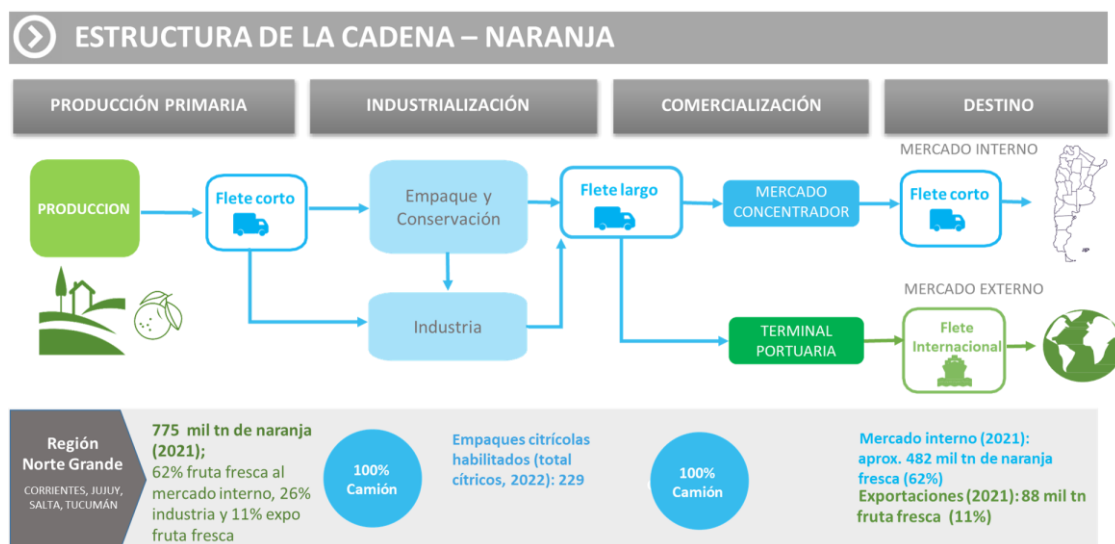 ESTRUCTURA DE LA CADENA – NARANJA
PRODUCCIÓN PRIMARIA
INDUSTRIALIZACIÓN
COMERCIALIZACIÓN
DESTINO
PRODUCCION
Flete corto
Empaque y
Conservación
Industria
Flete largo
MERCADO
CONCENTRADOR
MERCADO INTERNO
Flete corto
TERMINAL
PORTUARIA
MERCADO EXTERNO
Flete
Internacional
Región
Norte Grande
CORRIENTES, JUJUY,
SALTA, TUCUMÁN
775 mil tn de naranja
(2021);
62% fruta fresca al
mercado interno, 26%
industria y 11% expo
fruta fresca
100%
Camión
Empaques citrícolas
habilitados (total
cítricos, 2022): 229
100%
Camión
Mercado interno (2021):
aprox. 482 mil tn de naranja
fresca (62%)
Exportaciones (2021): 88 mil tn
fruta fresca (11%)